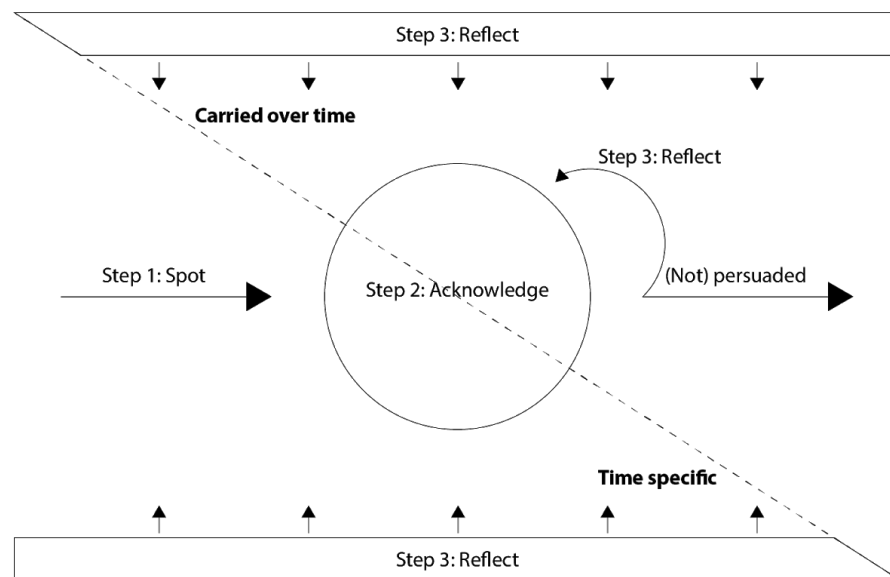 Step 3: Reflect
Carried over time
Step 3: Reflect
Step 1: Spot
Step 2: Acknowledge
(Not) persuaded
Time specific
Step 3: Reflect